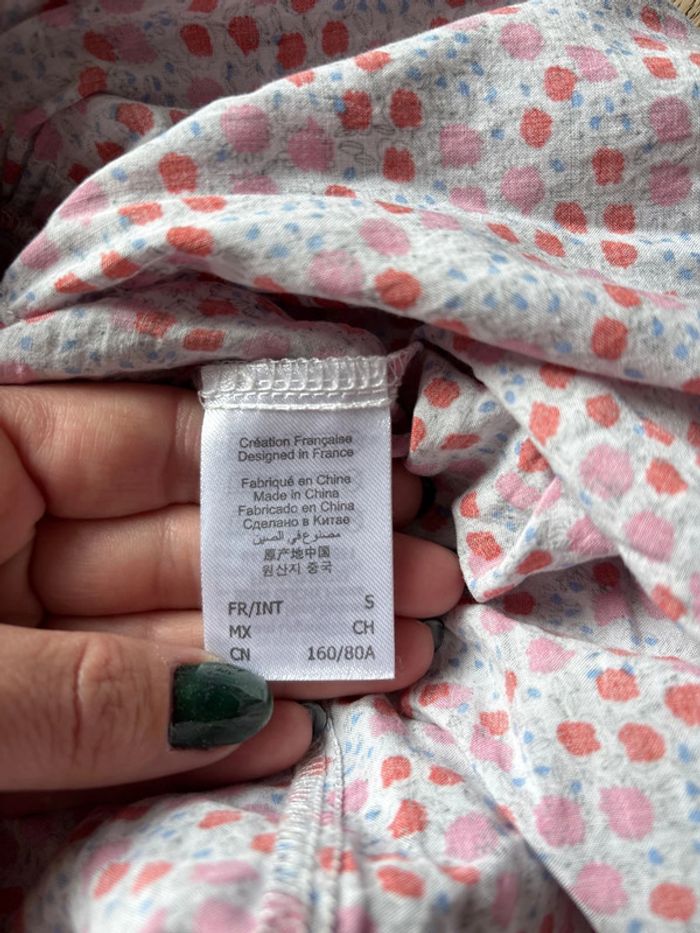 Création Française
Designed in France
Fabriqué en Chine
Made in China
Fabricado en China
Сделано в Китае
مصنوع في الصين
原产地中国
원산지 중국
FR/INT S
MX CH
CN 160/80A